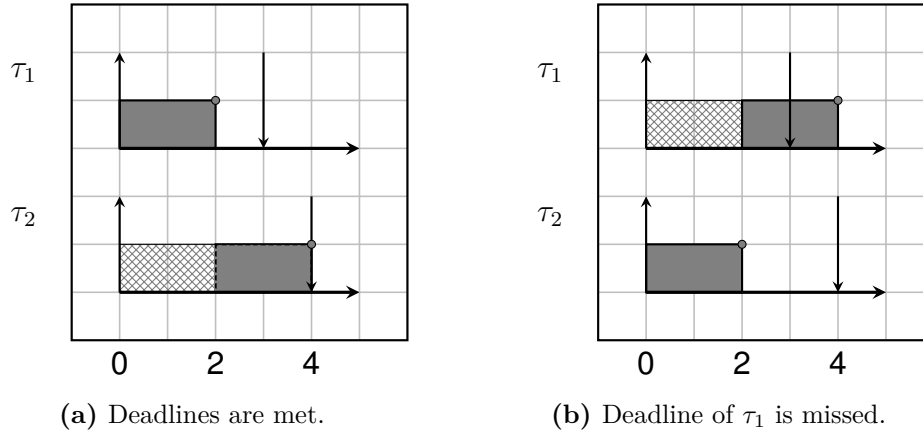 τ1
τ2
0 2 4
(a) Deadlines are met.
τ1
τ2
0 2 4
(b) Deadline of τ1 is missed.